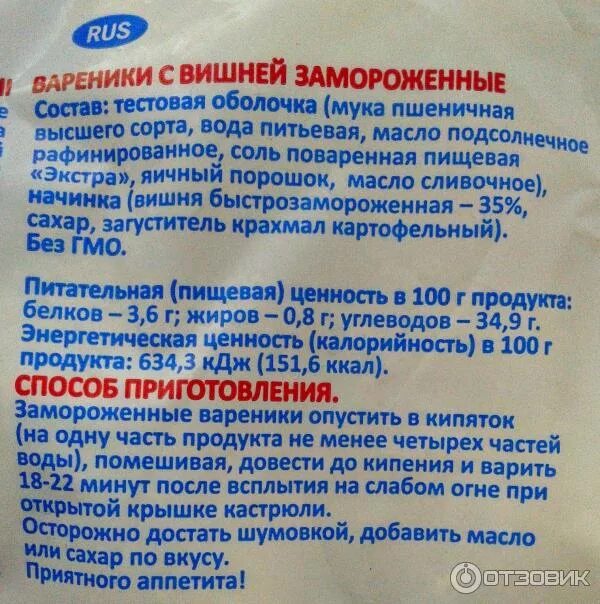 RUS
ВАРЕНИКИ С ВИШНЕЙ ЗАМОРОЖЕННЫЕ
Состав: тестовая оболочка (мука пшеничная
высшего сорта, вода питьевая, масло подсолнечное
рафинированное, соль поваренная пищевая
«Экстра», яичный порошок, масло сливочное),
начинка (вишня быстрозамороженная – 35%,
сахар, загуститель крахмал картофельный).
Без ГМО.
Питательная (пищевая) ценность в 100 г продукта:
белков – 3,6 г; жиров – 0,8 г; углеводов – 34,9 г.
Энергетическая ценность (калорийность) в 100 г
продукта: 634,3 кДж (151,6 ккал).
СПОСОБ ПРИГОТОВЛЕНИЯ.
Замороженные вареники опустить в кипяток
(на одну часть продукта не менее четырех частей
воды), помешивая, довести до кипения и варить
18-22 минут после всплытия на слабом огне при
открытой крышке кастрюли.
Осторожно достать шумовкой, добавить масло
или сахар по вкусу.
Приятного аппетита!
ОТЗОВИК